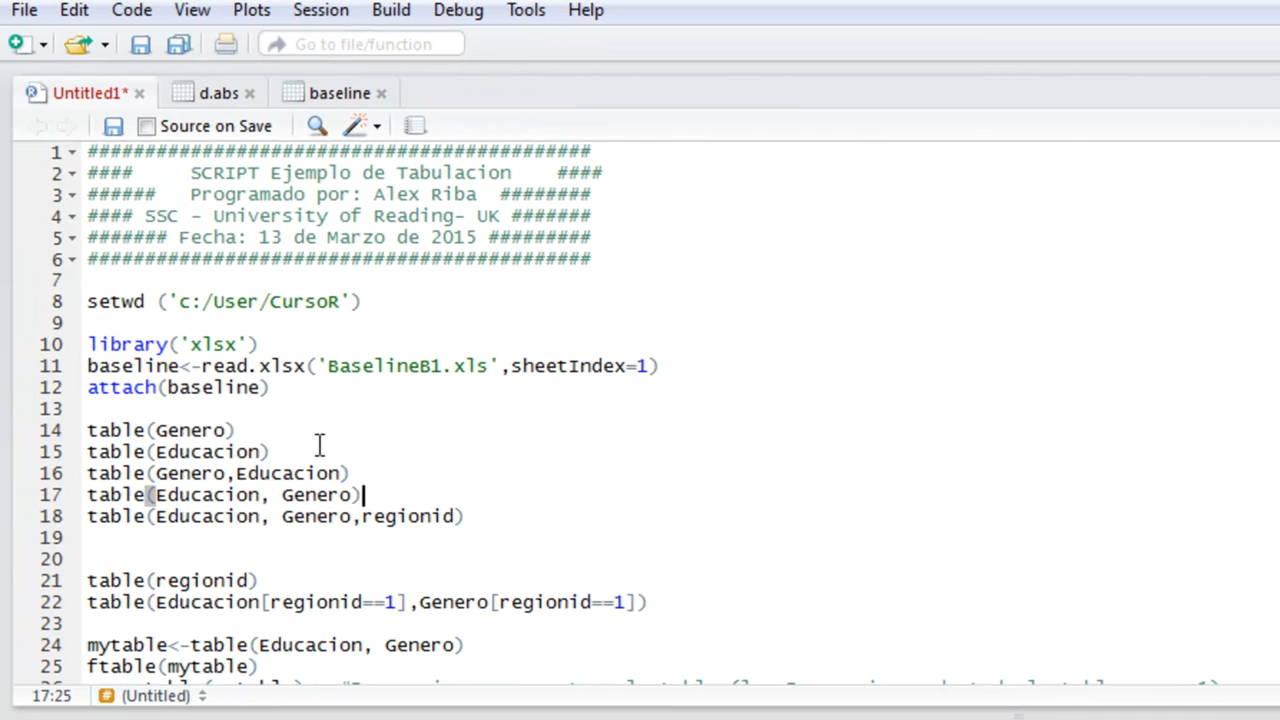 File Edit Code View Plots Session Build Debug Tools Help
Go to file/function
Untitled1* d.abs baseline
Source on Save
1 ############################################
2 #### SCRIPT Ejemplo de Tabulacion ####
3 ###### Programado por: Alex Riba ########
4 #### SSC - University of Reading- UK #######
5 ####### Fecha: 13 de Marzo de 2015 #########
6 ############################################
7
8 setwd ('c:/User/CursoR')
9
10 library('xlsx')
11 baseline<-read.xlsx('BaselineB1.xls',sheetIndex=1)
12 attach(baseline)
13
14 table(Genero)
15 table(Educacion)
16 table(Genero,Educacion)
17 table(Educacion, Genero)
18 table(Educacion, Genero,regionid)
19
20
21 table(regionid)
22 table(Educacion[regionid==1],Genero[regionid==1])
23
24 mytable<-table(Educacion, Genero)
25 ftable(mytable)
17:25 (Untitled)